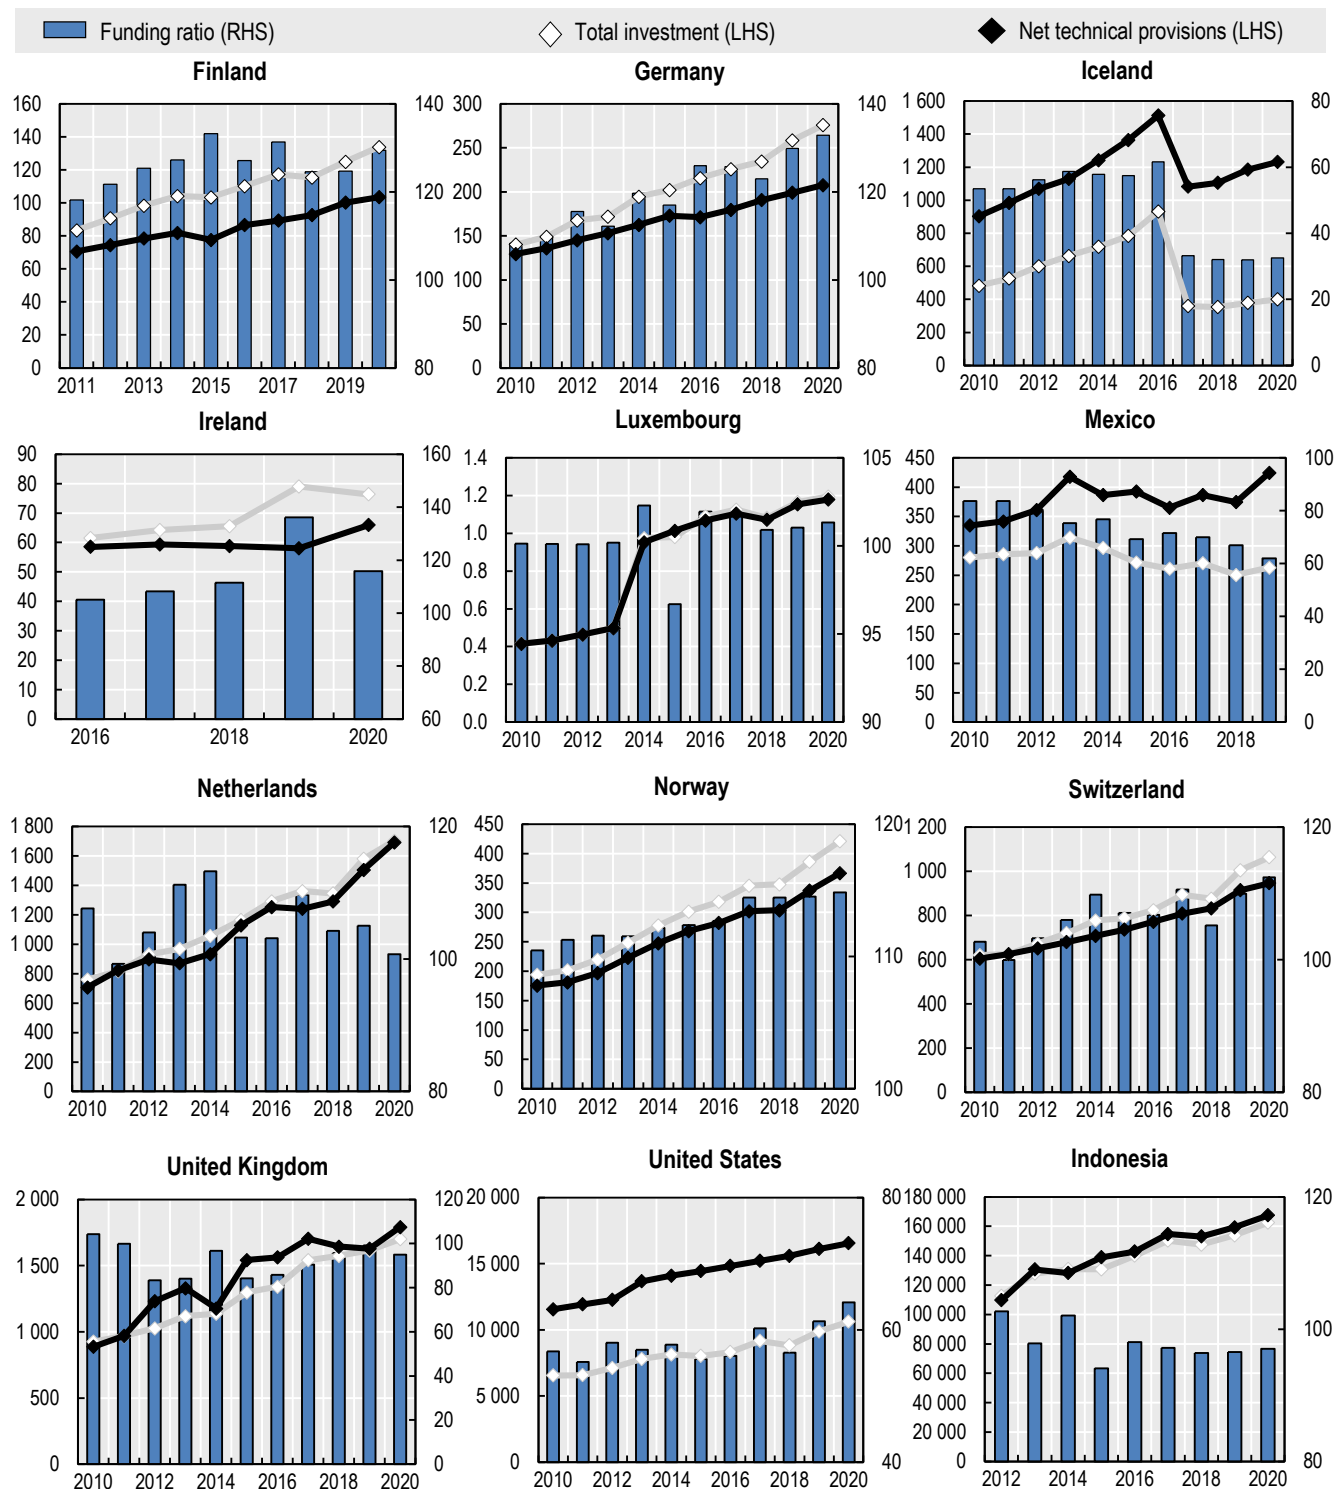 Funding ratio (RHS) Total investment (LHS) Net technical provisions (LHS)
Finland Germany Iceland
160 140 300 140 1 600 80
140 250 1 400
120 120 200 120 1 200 60
100 1 000
80 150 800 40
60 100 100 100 600
40 400 20
20 50 200
0 80 0 80 0 0
2011 2013 2015 2017 2019 2010 2012 2014 2016 2018 2020 2010 2012 2014 2016 2018 2020
Ireland Luxembourg Mexico
90 160 1.4 105 450 100
80 1.2 400
70 140 1.0 350 80
60 120 100 300
50 0.8 250 60
40 100 0.6 200
30 95 150 40
20 80 0.4 100 20
10 0.2 50
0 60 0.0 90 0 0
2016 2018 2020 2010 2012 2014 2016 2018 2020 2010 2012 2014 2016 2018
Netherlands Norway Switzerland
1 800 120 450 120 1 200 120
1 600 400 1 000
1 400 350
1 200 300 800
1 000 100 250 110 600 100
800 200
600 150 400
400 100 200
200 50
0 80 0 100 0 80
2010 2012 2014 2016 2018 2020 2010 2012 2014 2016 2018 2020 2010 2012 2014 2016 2018 2020
United Kingdom United States Indonesia
2 000 120 20 000 80 180 000 120
100 160 000
1 500 15 000 140 000
80 120 000
1 000 60 10 000 60 100 000 100
80 000
40 60 000
500 5 000 40 000
20 20 000
0 0 0 40 0 80
2010 2012 2014 2016 2018 2020 2010 2012 2014 2016 2018 2020 2012 2014 2016 2018 2020